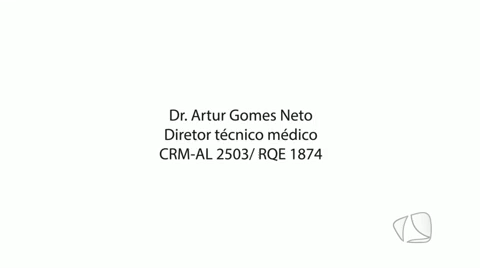 Dr. Artur Gomes Neto
Diretor técnico médico
CRM-AL 2503/ RQE 1874